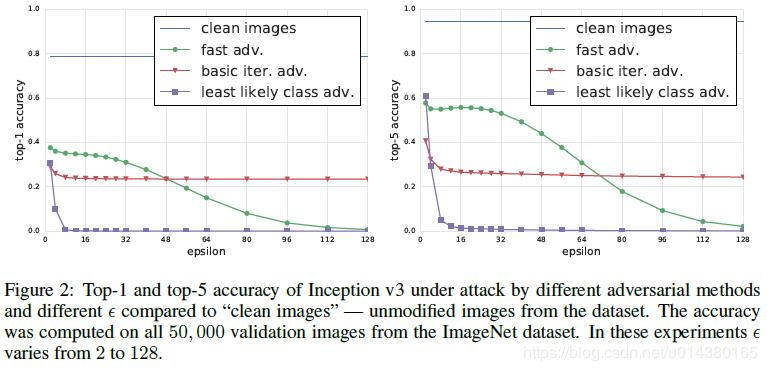 1.0
0.8
0.6
0.4
0.2
0.0
top-1 accuracy
clean images
fast adv.
basic iter. adv.
least likely class adv.
0 16 32 48 64 80 96 112 128
epsilon
1.0
0.8
0.6
0.4
0.2
0.0
top-5 accuracy
clean images
fast adv.
basic iter. adv.
least likely class adv.
0 16 32 48 64 80 96 112 128
epsilon
Figure 2: Top-1 and top-5 accuracy of Inception v3 under attack by different adversarial methods
and different ϵ compared to “clean images” — unmodified images from the dataset. The accuracy
was computed on all 50,000 validation images from the ImageNet dataset. In these experiments ϵ
varies from 2 to 128.
https://blog.csdn.net/u014380165